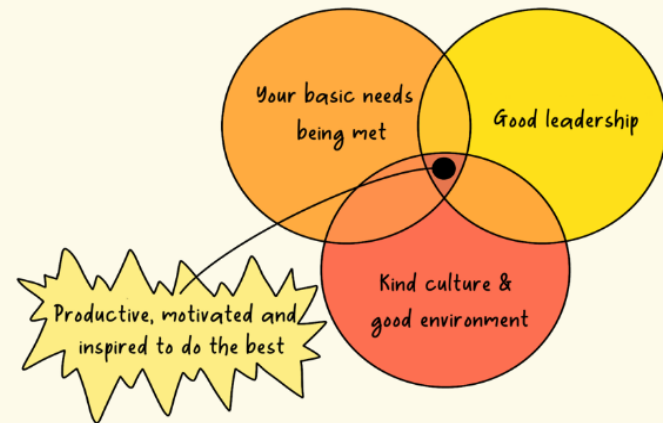 Your basic needs
being met
Good leadership
Kind culture &
good environment
Productive, motivated and
inspired to do the best